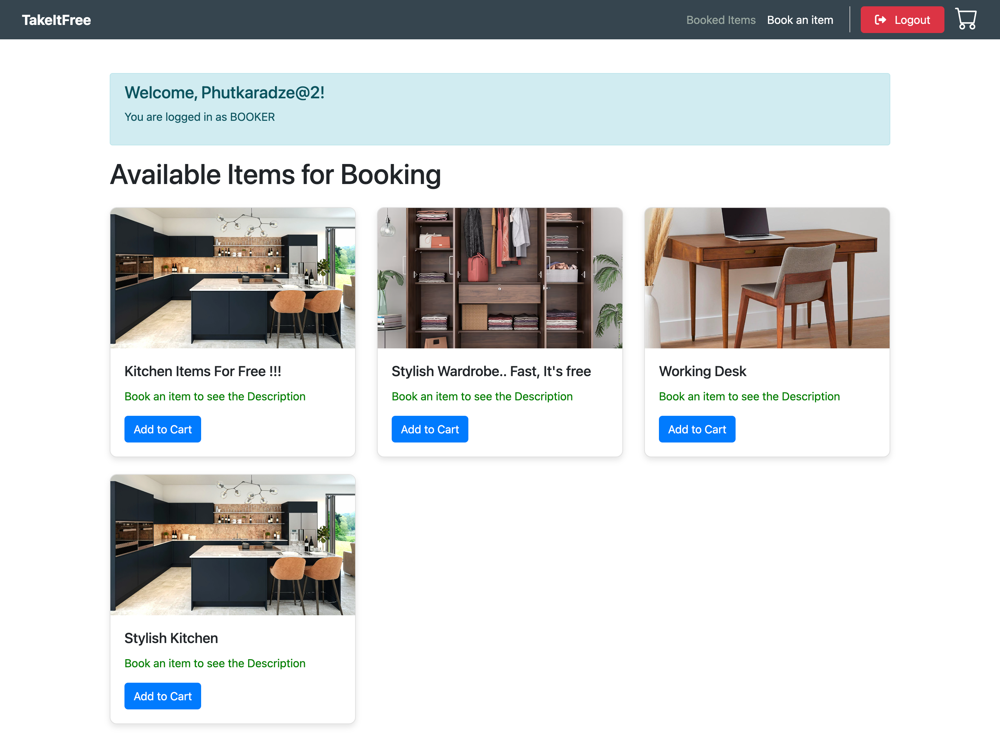 TakeItFree
Booked Items
Book an item
Logout
Welcome, Phutkaradze@2!
You are logged in as BOOKER
Available Items for Booking
Kitchen Items For Free !!!
Book an item to see the Description
Add to Cart
Stylish Wardrobe.. Fast, It's free
Book an item to see the Description
Add to Cart
Working Desk
Book an item to see the Description
Add to Cart
Stylish Kitchen
Book an item to see the Description
Add to Cart